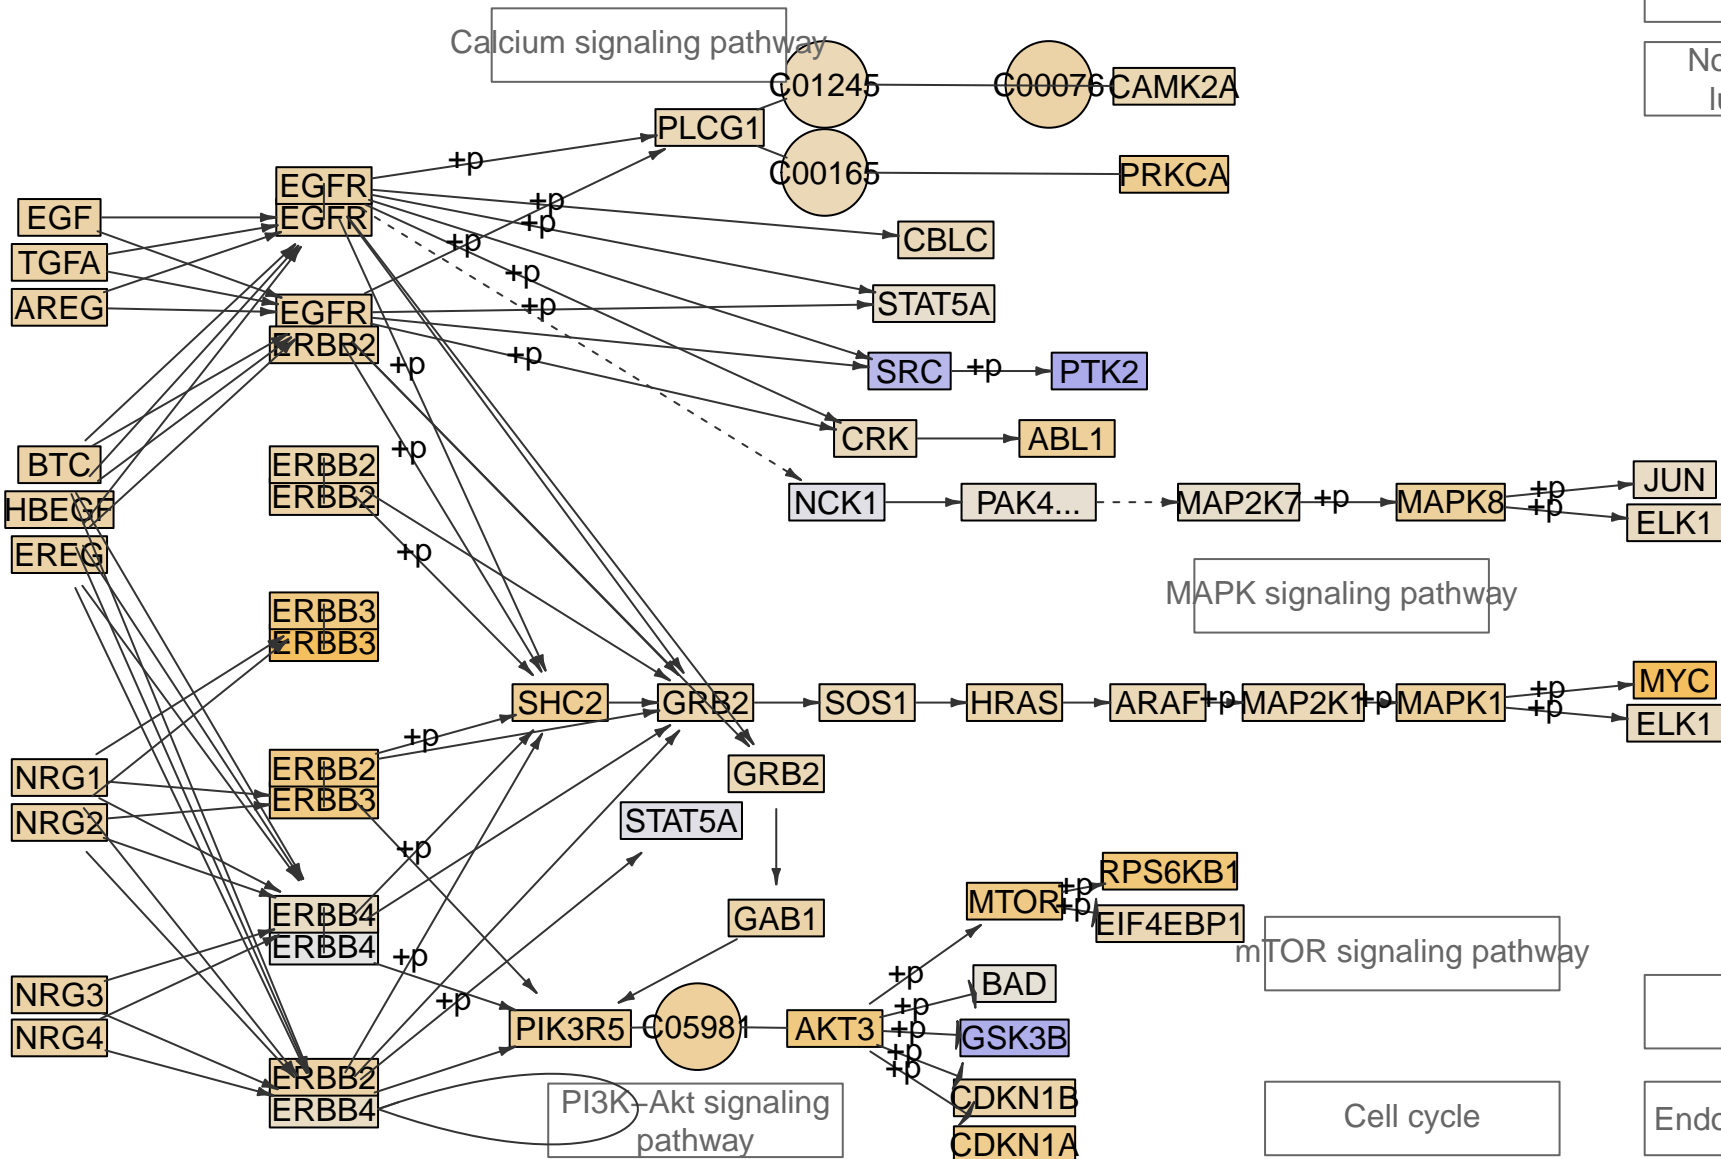 Calcium signaling pathway
No
lu
C01245
C00076
CAMK2A
PLCG1
C00165
PRKCA
+p
EGFR
EGFR
EGF
TGFA
AREG
+p
+p
+p
+p
+p
+p
CBLC
STAT5A
EGFR
ERBB2
+p
SRC
+p
PTK2
CRK
ABL1
BTC
HBEGF
EREG
ERBB2
ERBB2
+p
+p
NCK1
PAK4...
MAP2K7
+p
MAPK8
+p
+p
JUN
ELK1
MAPK signaling pathway
ERBB3
ERBB3
SHC2
GRB2
SOS1
HRAS
ARAF
+p
MAP2K1
+p
MAPK1
+p
+p
MYC
ELK1
NRG1
NRG2
ERBB2
ERBB3
+p
GRB2
STAT5A
+p
ERBB4
ERBB4
GAB1
MTOR
+p
+p
RPS6KB1
EIF4EBP1
mTOR signaling pathway
+p
+p
NRG3
NRG4
+p
BAD
PIK3R5
C05981
AKT3
+p
+p
+p
+p
GSK3B
ERBB2
ERBB4
PI3K–Akt signaling
pathway
CDKN1B
CDKN1A
Cell cycle
Endo